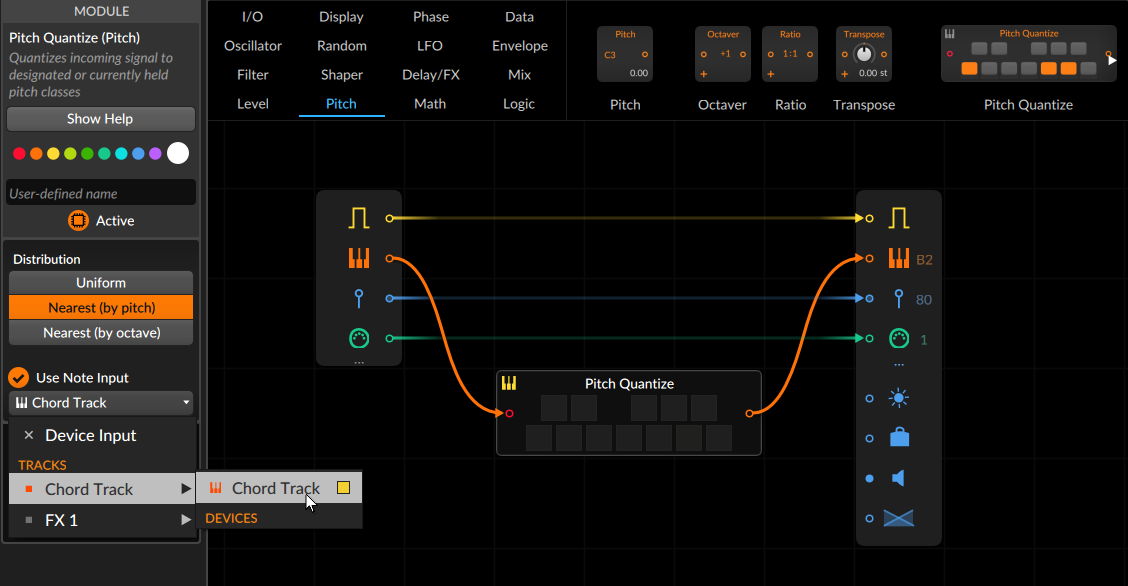 MODULE
Pitch Quantize (Pitch)
Quantizes incoming signal to
designated or currently held
pitch classes
Show Help
User-defined name
Active
Distribution
Uniform
Nearest (by pitch)
Nearest (by octave)
Use Note Input
Chord Track
Device Input
TRACKS
Chord Track
FX 1
Chord Track
DEVICES
I/O Display Phase Data
Oscillator Random LFO Envelope
Filter Shaper Delay/FX Mix
Level Pitch Math Logic
Pitch
C3
0.00
Pitch
Octaver
+1
Octaver
Ratio
1:1
Ratio
Transpose
0.00 st
Transpose
Pitch Quantize
Pitch Quantize
B2
80
1
...
...
Pitch Quantize